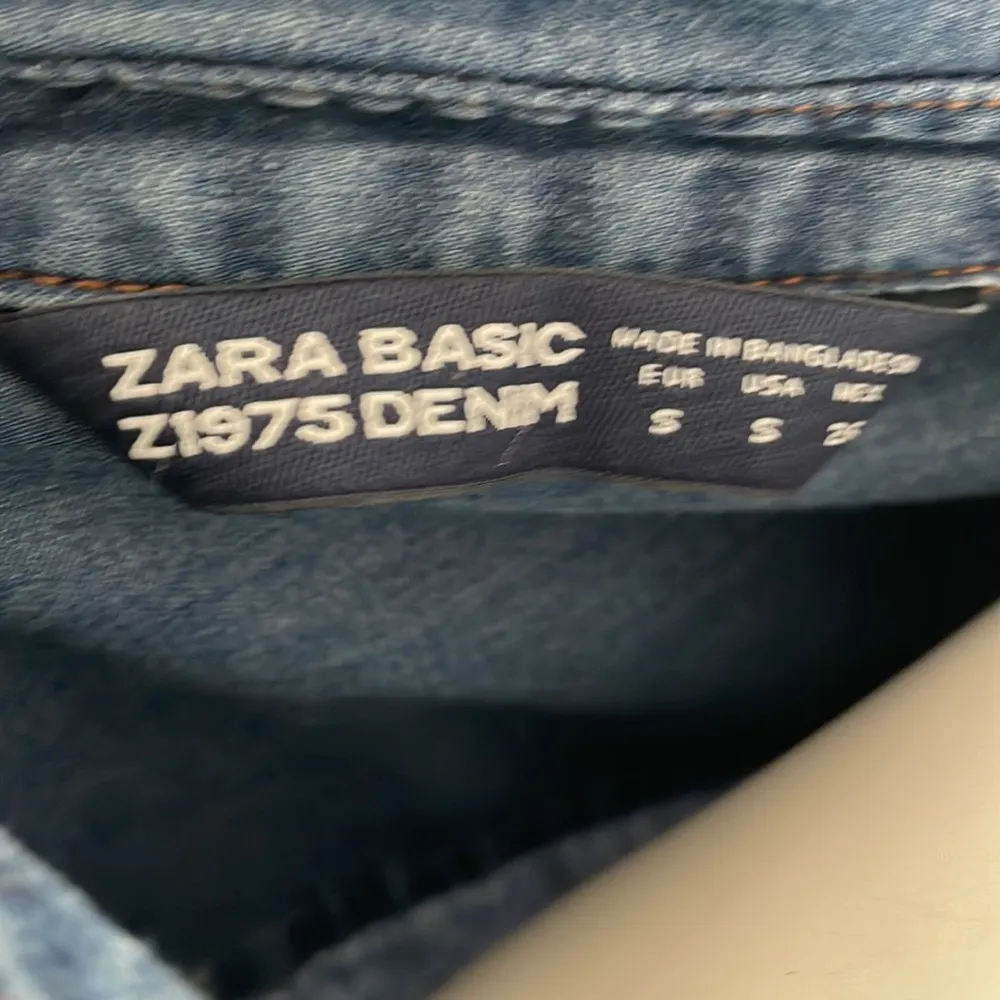 ZARA BASIC
Z1975 DENIM
MADE IN BANGLADESH
EUR USA MEX
S S 26